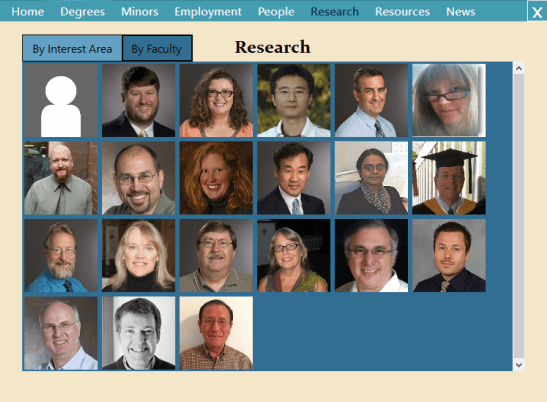 Home Degrees Minors Employment People Research Resources News X
By Interest Area By Faculty Research